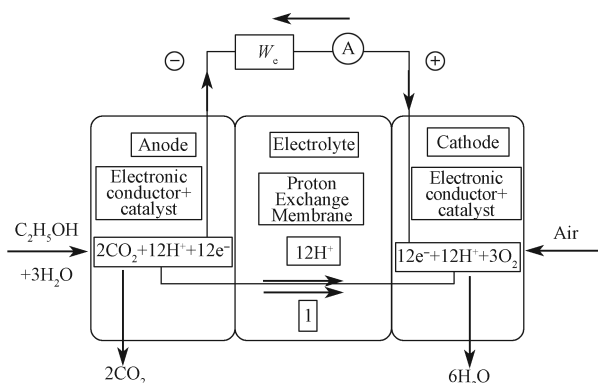 − W_e A +
Anode
Electronic
conductor+
catalyst
Electrolyte
Proton
Exchange
Membrane
12H⁺
I
Cathode
Electronic
conductor+
catalyst
C₂H₅OH
+3H₂O
2CO₂+12H⁺+12e⁻
12e⁻+12H⁺+3O₂
Air
2CO₂
6H₂O